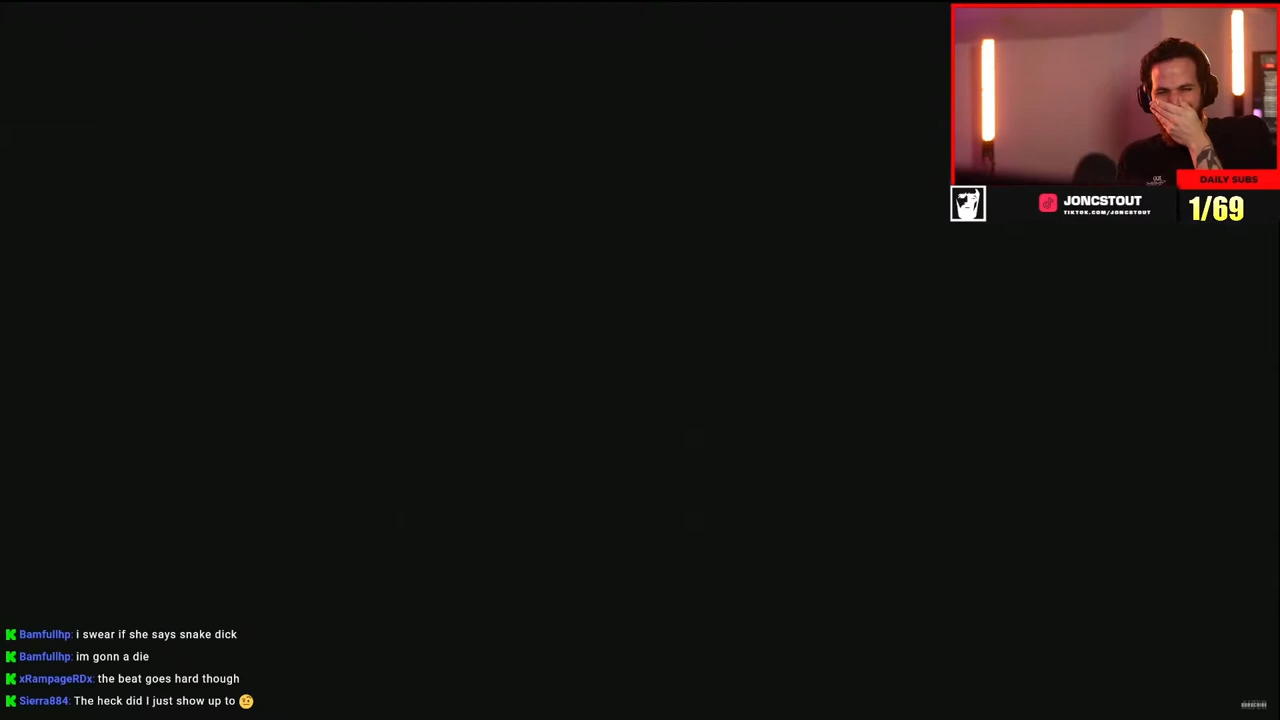 DAILY SUBS
JONCSTOUT
TIKTOK.COM/JONCSTOUT
1/69
Bamfullhp: i swear if she says snake dick
Bamfullhp: im gonn a die
xRampageRDx: the beat goes hard though
Sierra884: The heck did I just show up to 🤨